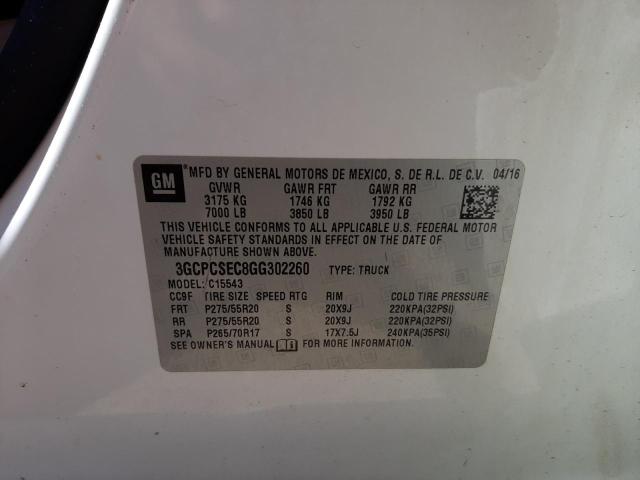 GM ® MFD BY GENERAL MOTORS DE MEXICO, S. DE R.L. DE C.V. 04/16
GVWR GAWR FRT GAWR RR
3175 KG 1746 KG 1792 KG
7000 LB 3850 LB 3950 LB
THIS VEHICLE CONFORMS TO ALL APPLICABLE U.S. FEDERAL MOTOR
VEHICLE SAFETY STANDARDS IN EFFECT ON THE DATE OF
MANUFACTURE SHOWN ABOVE.
3GCPCSEC8GG302260 TYPE: TRUCK
MODEL: C15543
CC9F TIRE SIZE SPEED RTG RIM COLD TIRE PRESSURE
FRT P275/55R20 S 20X9J 220KPA(32PSI)
RR P275/55R20 S 20X9J 220KPA(32PSI)
SPA P265/70R17 S 17X7.5J 240KPA(35PSI)
SEE OWNER'S MANUAL FOR MORE INFORMATION.